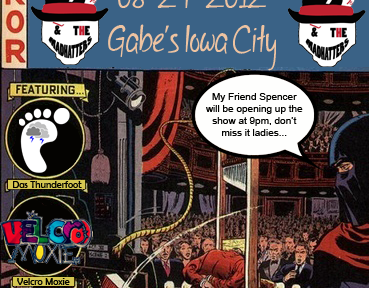 08-24-2012
Gabe's Iowa City
& THE
MADHATTERS
& THE
MADHATTERS
KOR
FEATURING...
Das Thunderfoot
VELCRO
MOXIE
Velcro Moxie
My Friend Spencer
will be opening up the
show at 9pm, don't
miss it ladies...